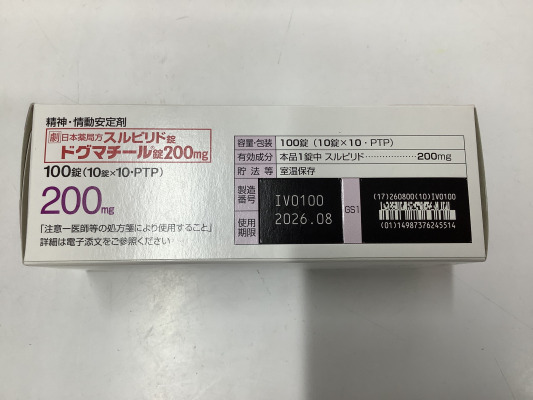 精神・情動安定剤
劇 日本薬局方 スルピリド錠
ドグマチール®錠200mg
100錠(10錠×10・PTP)
200mg
「注意ー医師等の処方箋により使用すること」
詳細は電子添文をご参照ください
容量・包装 100錠(10錠×10・PTP)
有効成分 本品1錠中 スルピリド………………200mg
貯法等 室温保存
製造番号 IV0100
使用期限 2026.08
GS1
(17)260800(10)IV0100
(01)14987376245514